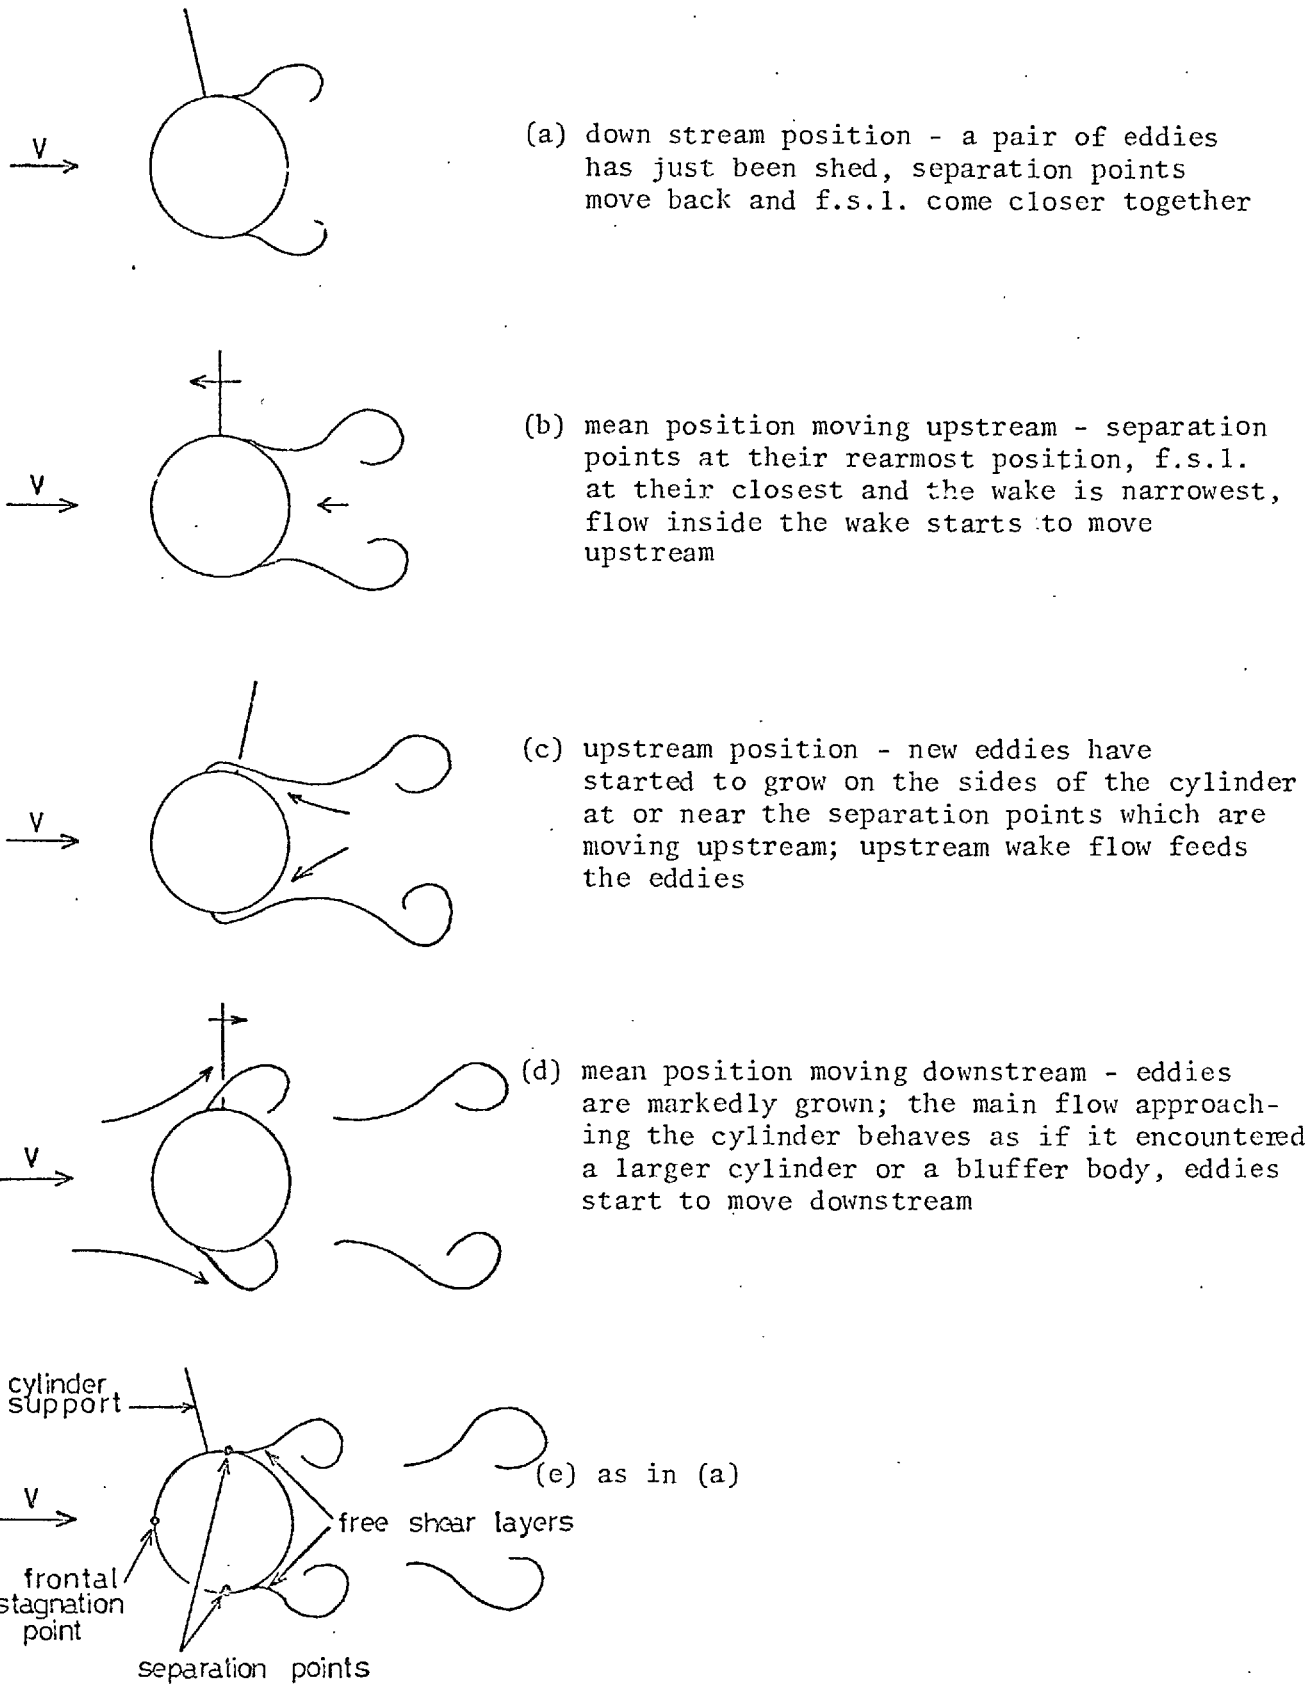 V
(a) down stream position - a pair of eddies
has just been shed, separation points
move back and f.s.l. come closer together
V
(b) mean position moving upstream - separation
points at their rearmost position, f.s.l.
at their closest and the wake is narrowest,
flow inside the wake starts to move
upstream
V
(c) upstream position - new eddies have
started to grow on the sides of the cylinder
at or near the separation points which are
moving upstream; upstream wake flow feeds
the eddies
V
(d) mean position moving downstream - eddies
are markedly grown; the main flow approach-
ing the cylinder behaves as if it encountered
a larger cylinder or a bluffer body, eddies
start to move downstream
cylinder
support
V
(e) as in (a)
free shear layers
frontal
stagnation
point
separation points